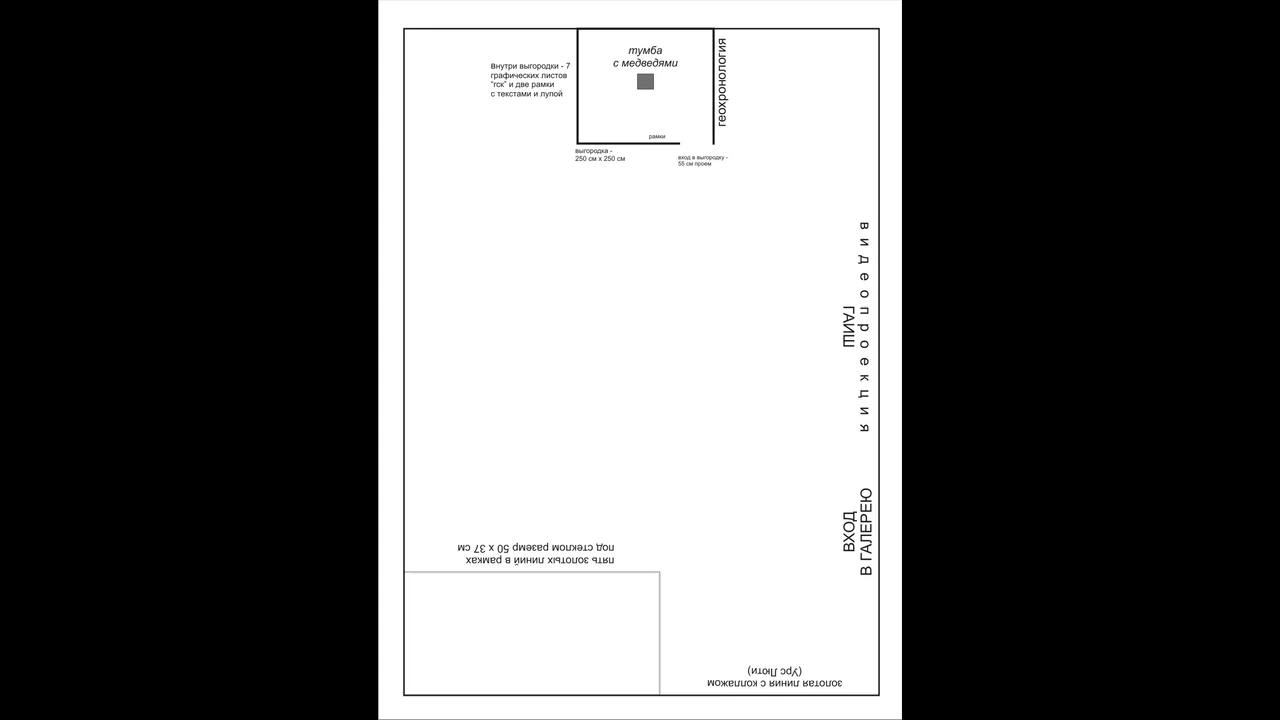 тумба
с медведями
геохронология
внутри выгородки - 7
графических листов
"гск" и две рамки
с текстами и лупой
рамки
выгородка -
250 см х 250 см
вход в выгородку -
55 см проем
видеопроекция
ГАИШ
ВХОД
В ГАЛЕРЕЮ
пять золотых линий в рамках
под стеклом раземр 50 х 37 см
золотая линия с коллажом
(Урс Люти)